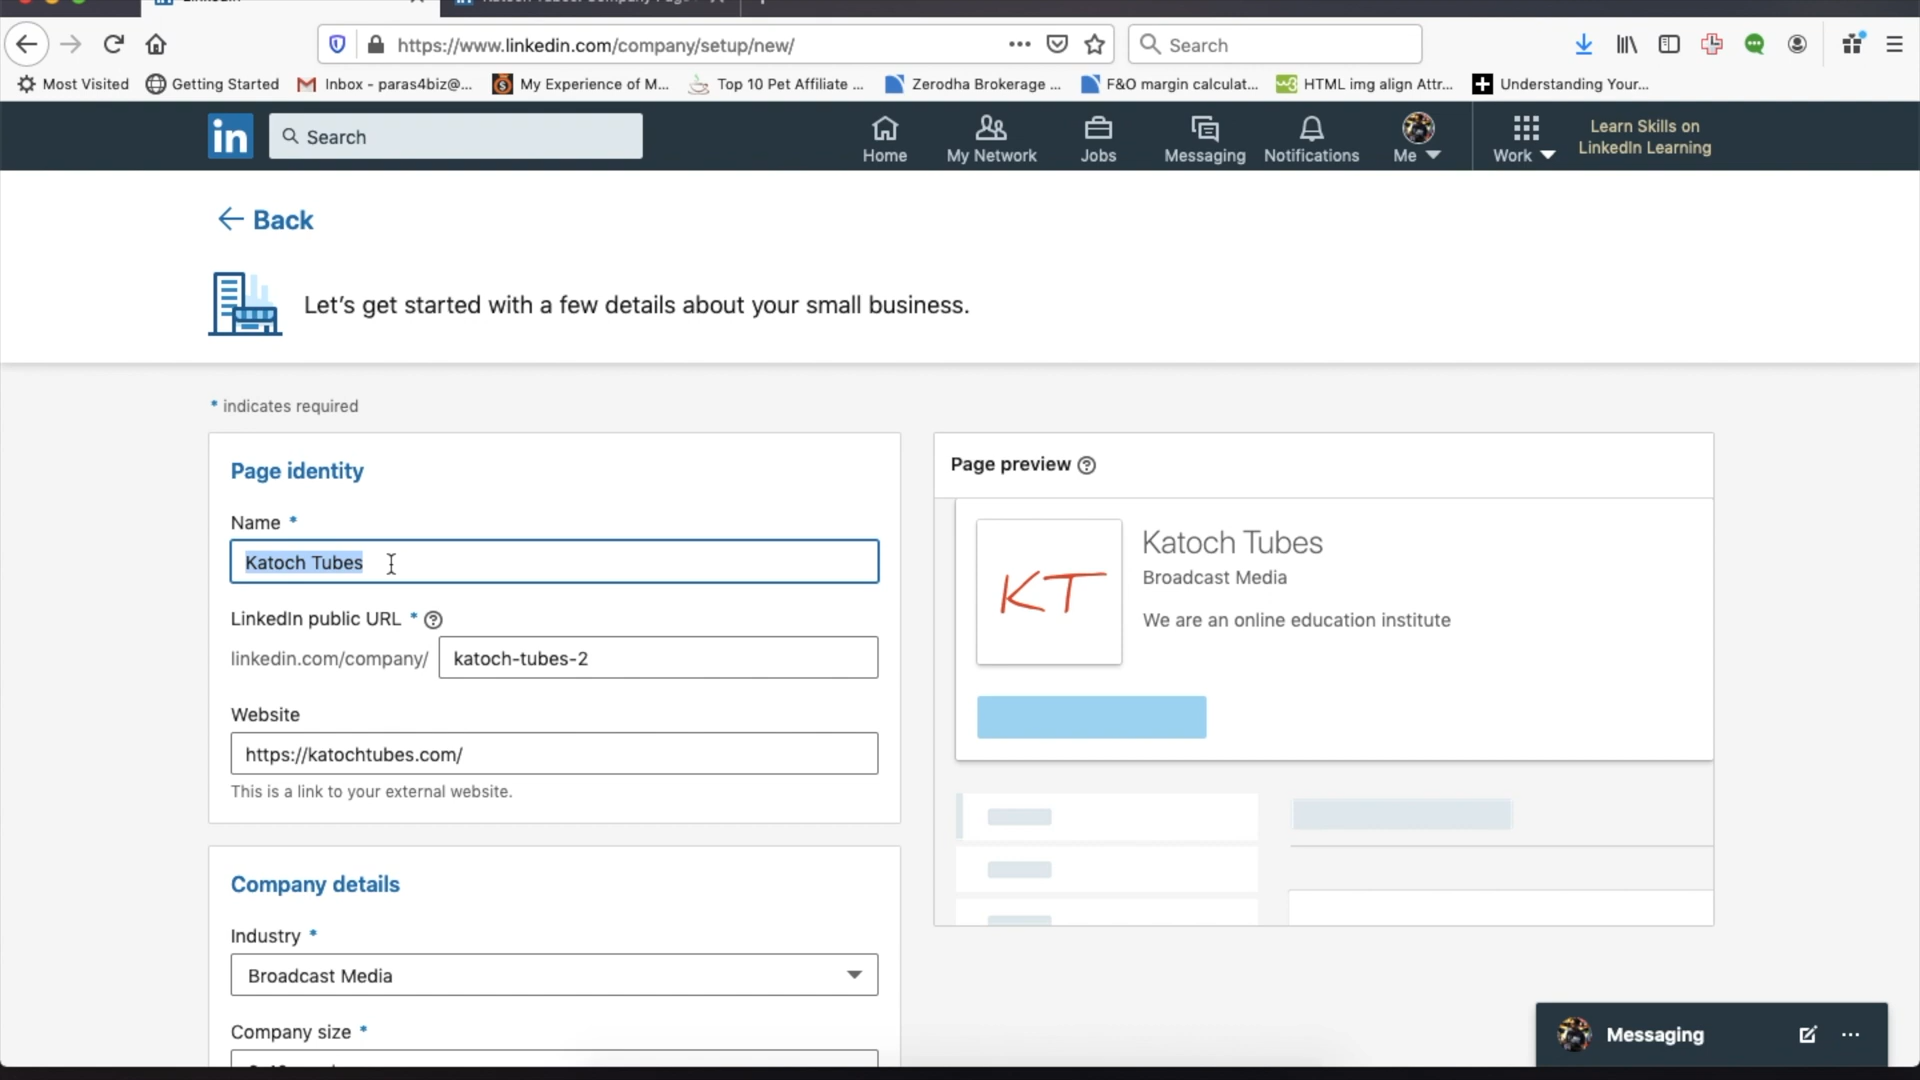 https://www.linkedin.com/company/setup/new/
Search
Most Visited
Getting Started
Inbox - paras4biz@...
My Experience of M...
Top 10 Pet Affiliate ...
Zerodha Brokerage ...
F&O margin calculat...
HTML img align Attr...
Understanding Your...
in
Search
Home
My Network
Jobs
Messaging
Notifications
Me
Work
Learn Skills on
LinkedIn Learning
Back
Let's get started with a few details about your small business.
* indicates required
Page identity
Name *
Katoch Tubes
LinkedIn public URL *
linkedin.com/company/
katoch-tubes-2
Website
https://katochtubes.com/
This is a link to your external website.
Company details
Industry *
Broadcast Media
Company size *
Page preview
KT
Katoch Tubes
Broadcast Media
We are an online education institute
Messaging